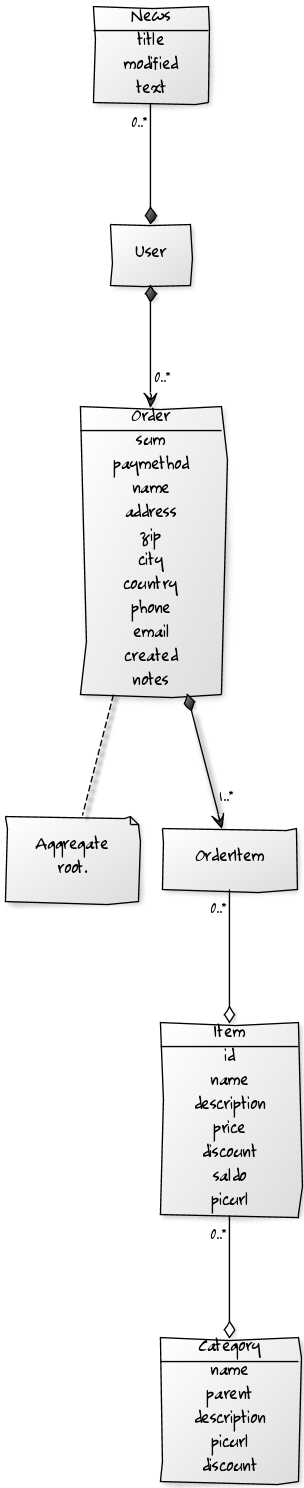 News
title
modified
text
0..*
User
0..*
Order
sum
paymethod
name
address
zip
city
country
phone
email
created
notes
1..*
Aggregate
root.
OrderItem
0..*
Item
id
name
description
price
discount
saldo
picurl
0..*
Category
name
parent
description
picurl
discount